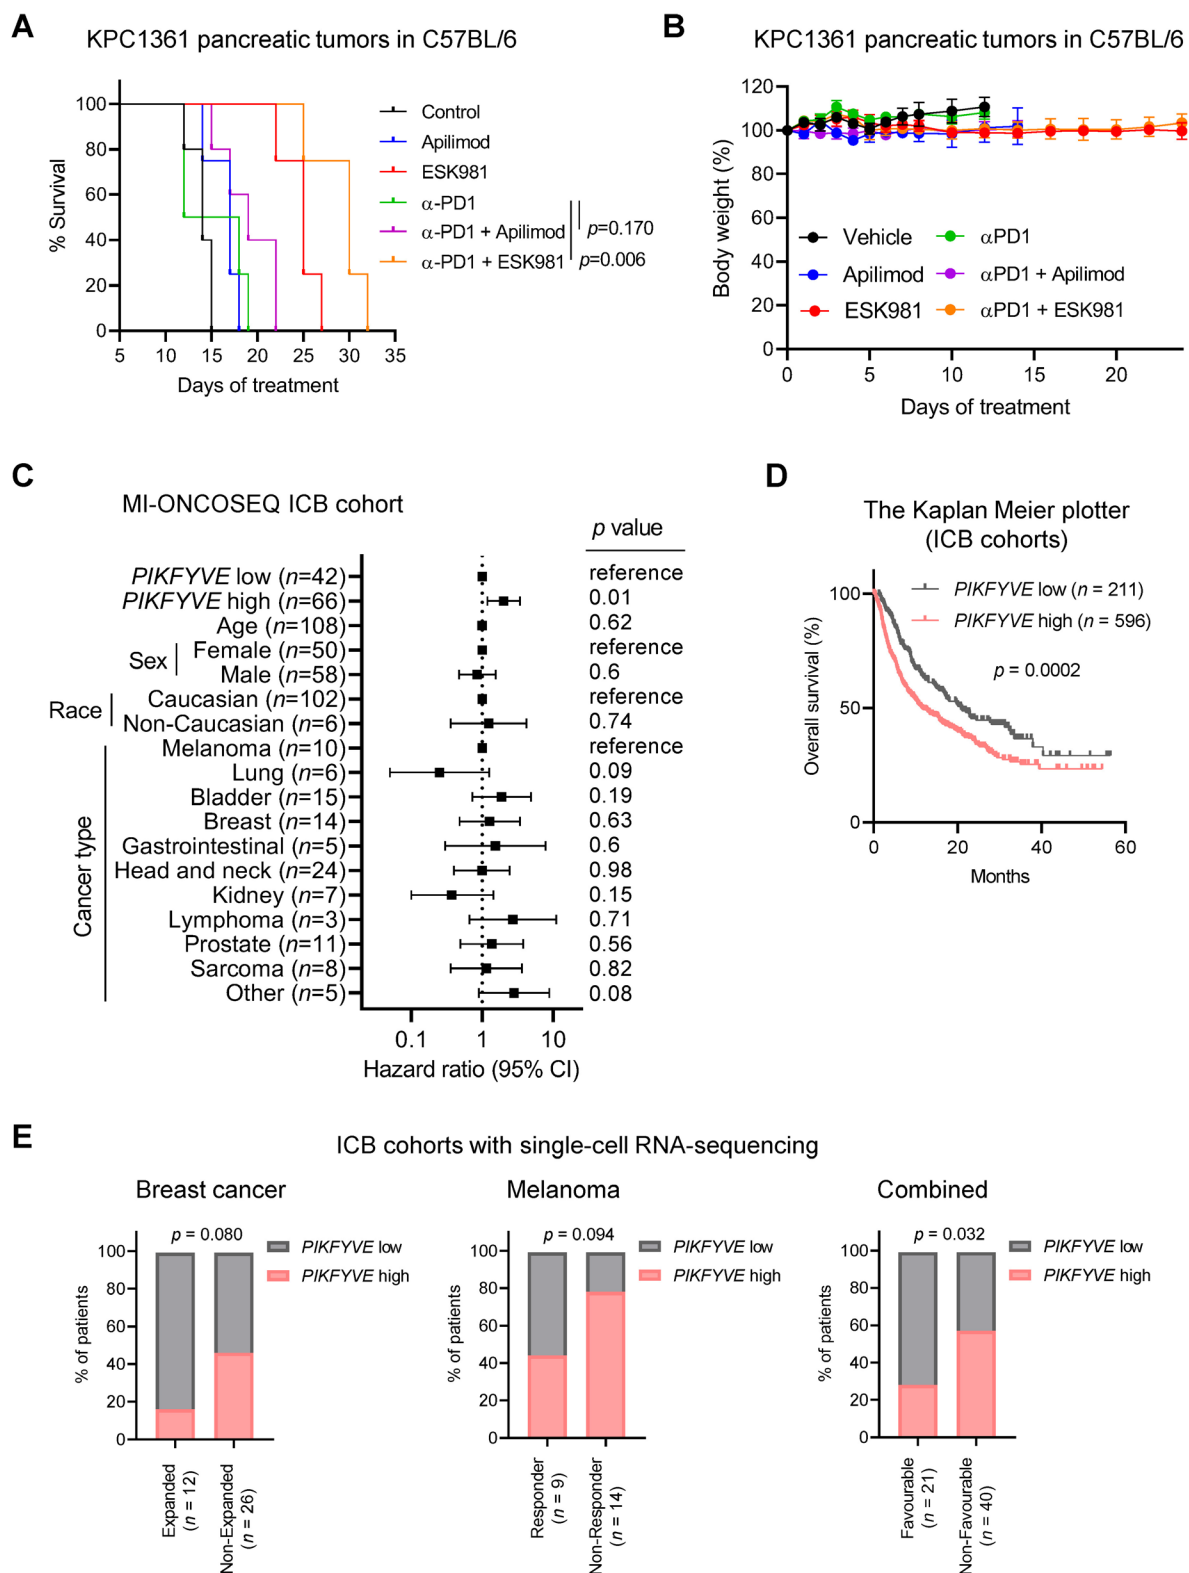 A
KPC1361 pancreatic tumors in C57BL/6
% Survival
100
80
60
40
20
0
5 10 15 20 25 30 35
Days of treatment
Control
Apilimod
ESK981
α-PD1
α-PD1 + Apilimod
α-PD1 + ESK981
p=0.170
p=0.006
B
KPC1361 pancreatic tumors in C57BL/6
Body weight (%)
120
100
80
60
40
20
0
0 5 10 15 20
Days of treatment
Vehicle
Apilimod
ESK981
αPD1
αPD1 + Apilimod
αPD1 + ESK981
C
MI-ONCOSEQ ICB cohort
p value
PIKFYVE low (n=42) reference
PIKFYVE high (n=66) 0.01
Age (n=108) 0.62
Sex
Female (n=50) reference
Male (n=58) 0.6
Race
Caucasian (n=102) reference
Non-Caucasian (n=6) 0.74
Cancer type
Melanoma (n=10) reference
Lung (n=6) 0.09
Bladder (n=15) 0.19
Breast (n=14) 0.63
Gastrointestinal (n=5) 0.6
Head and neck (n=24) 0.98
Kidney (n=7) 0.15
Lymphoma (n=3) 0.71
Prostate (n=11) 0.56
Sarcoma (n=8) 0.82
Other (n=5) 0.08
0.1 1 10
Hazard ratio (95% CI)
D
The Kaplan Meier plotter
(ICB cohorts)
Overall survival (%)
100
50
0
0 20 40 60
Months
PIKFYVE low (n = 211)
PIKFYVE high (n = 596)
p = 0.0002
E
ICB cohorts with single-cell RNA-sequencing
Breast cancer
p = 0.080
% of patients
100
80
60
40
20
0
PIKFYVE low
PIKFYVE high
Expanded
(n = 12)
Non-Expanded
(n = 26)
Melanoma
p = 0.094
% of patients
100
80
60
40
20
0
PIKFYVE low
PIKFYVE high
Responder
(n = 9)
Non-Responder
(n = 14)
Combined
p = 0.032
% of patients
100
80
60
40
20
0
PIKFYVE low
PIKFYVE high
Favourable
(n = 21)
Non-Favourable
(n = 40)